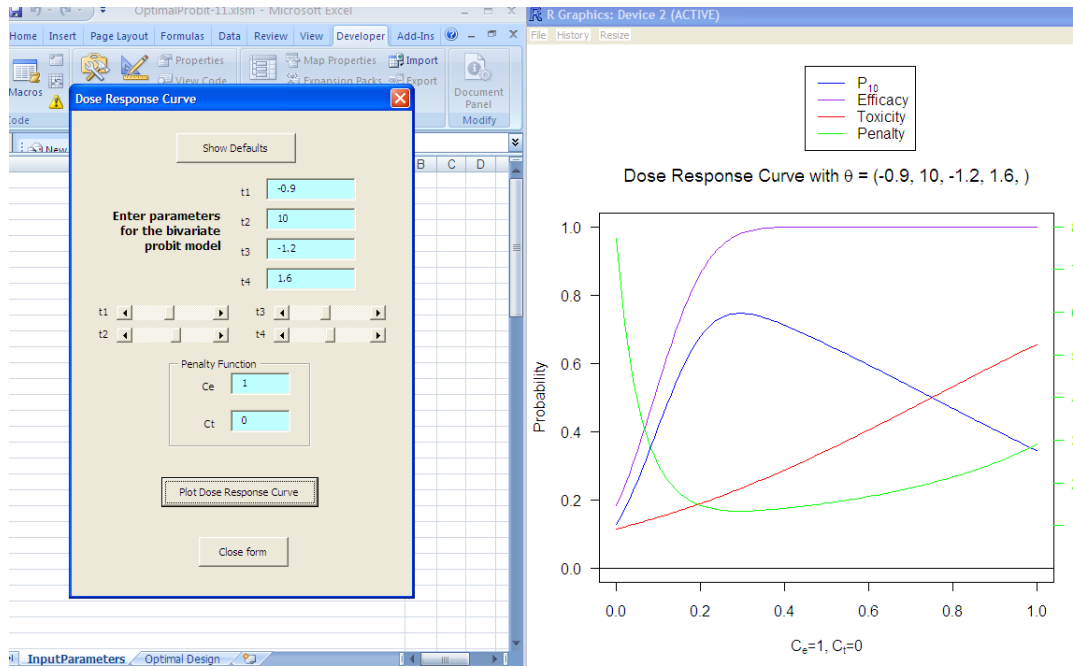 OptimalProbit-11.xlsm - Microsoft Excel
Home Insert Page Layout Formulas Data Review View Developer Add-Ins
Macros
Properties
View Code
Map Properties
Expansion Packs
Import
Export
Document Panel
Modify
New
B C D
Dose Response Curve
Show Defaults
t1 -0.9
Enter parameters for the bivariate probit model
t2 10
t3 -1.2
t4 1.6
t1 t3
t2 t4
Penalty Function
Ce 1
Ct 0
Plot Dose Response Curve
Close form
InputParameters Optimal Design
R Graphics: Device 2 (ACTIVE)
File History Resize
P10
Efficacy
Toxicity
Penalty
Dose Response Curve with θ = (-0.9, 10, -1.2, 1.6, )
Probability
1.0
0.8
0.6
0.4
0.2
0.0
0.0 0.2 0.4 0.6 0.8 1.0
Ce=1, Ct=0